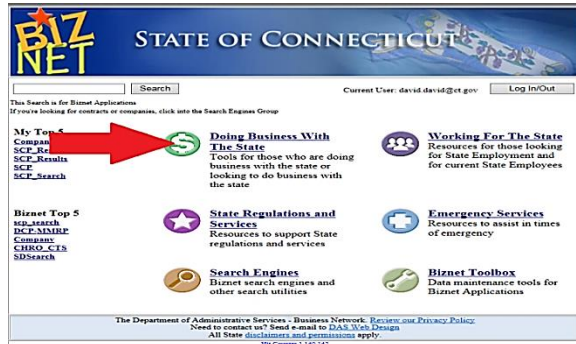 BIZ
NET
STATE OF CONNECTICUT
Search
Current User: david.david@ct.gov
Log In/Out
This Search is for Biznet Applications
If you're looking for contracts or companies, click into the Search Engines Group
My Top 5
SCP_Results
SCP
SCP_Search
Biznet Top 5
scp_search
DCP-MMRP
Company
CHRO_CTS
SDSearch
Doing Business With
The State
Tools for those who are doing
business with the state or
looking to do business with
the state
Working For The State
Resources for those looking
for State Employment and
for current State Employees
State Regulations and
Services
Resources to support State
regulations and services
Emergency Services
Resources to assist in times
of emergency
Search Engines
Biznet search engines and
other search utilities
Biznet Toolbox
Data maintenance tools for
Biznet Applications
The Department of Administrative Services - Business Network. Review our Privacy Policy
Need to contact us? Send e-mail to DAS Web Design
All State disclaimers and permissions apply.